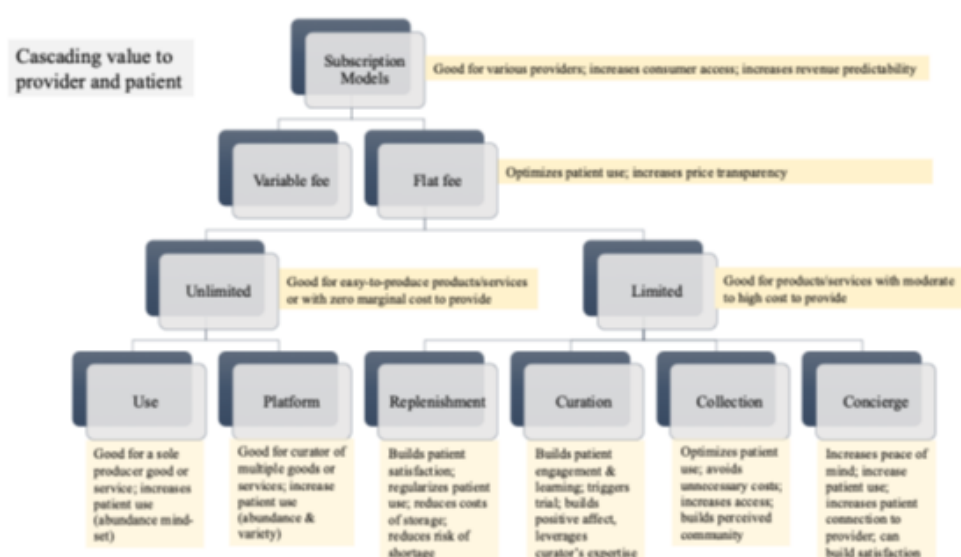 Cascading value to
provider and patient
Subscription
Models
Good for various providers; increases consumer access; increases revenue predictability
Variable fee
Flat fee
Optimizes patient use; increases price transparency
Unlimited
Good for easy-to-produce products/services
or with zero marginal cost to provide
Limited
Good for products/services with moderate
to high cost to provide
Use
Platform
Replenishment
Curation
Collection
Concierge
Good for a sole
producer good or
service; increases
patient use
(abundance mind-
set)
Good for curator of
multiple goods or
services; increase
patient use
(abundance &
variety)
Builds patient
satisfaction;
regularizes patient
use; reduces costs
of storage;
reduces risk of
shortage
Builds patient
engagement &
learning; triggers
trial; builds
positive affect,
leverages
curator's expertise
Optimizes patient
use; avoids
unnecessary costs;
increases access;
builds perceived
community
Increases peace of
mind; increase
patient use;
increases patient
connection to
provider; can
build satisfaction